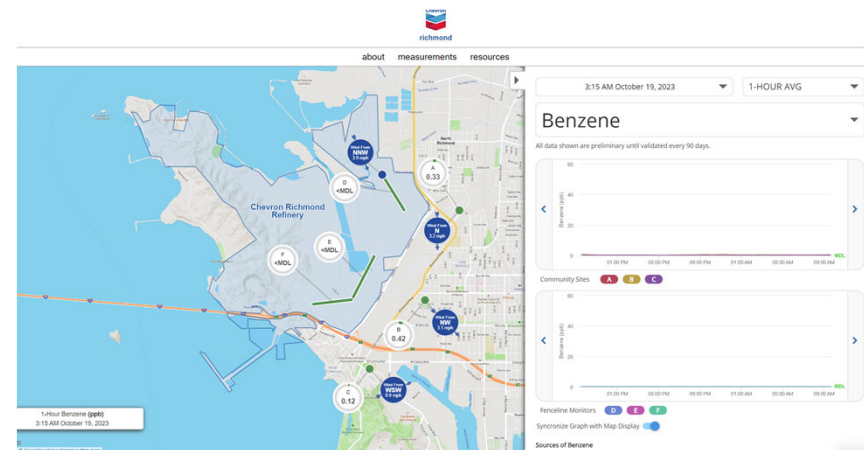 Chevron
richmond
about measurements resources
3:15 AM October 19, 2023
1-HOUR AVG
Benzene
All data shown are preliminary until validated every 90 days.
60
40
20
0
Benzene (ppb)
01:00 PM 05:00 PM 09:00 PM 01:00 AM 05:00 AM 09:00 AM
MDL
Community Sites A B C
60
40
20
0
Benzene (ppb)
01:00 PM 05:00 PM 09:00 PM 01:00 AM 05:00 AM 09:00 AM
MDL
Fenceline Monitors D E F
Syncronize Graph with Map Display
Sources of Benzene
North
Richmond
Wind From
NNW
3.5 mph
A
0.33
D
<MDL
Chevron Richmond
Refinery
Wind From
N
3.2 mph
E
<MDL
F
<MDL
Wind From
NW
3.1 mph
B
0.42
Wind From
WSW
C
0.12
1-Hour Benzene (ppb)
3:15 AM October 19, 2023